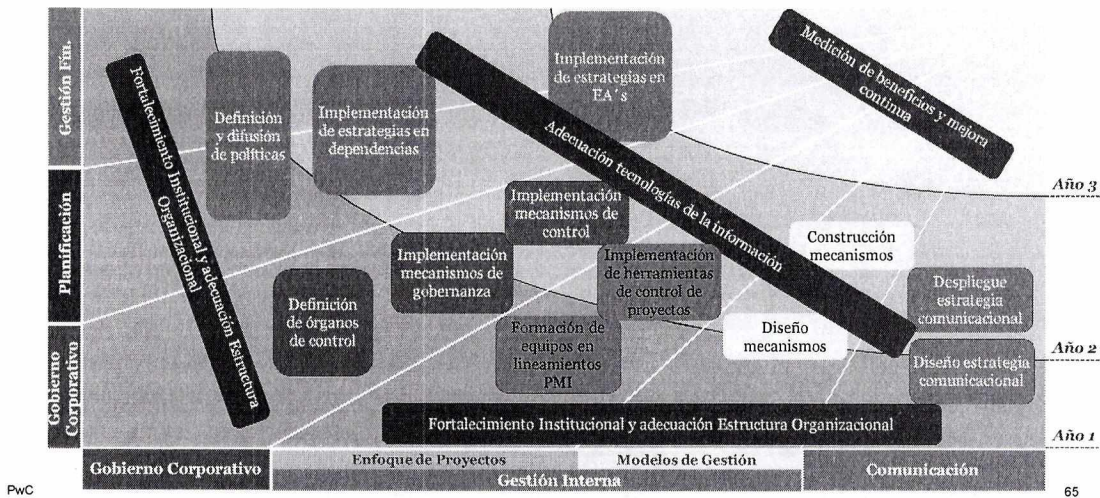 Gestión Fin.
Planificación
Gobierno
Corporativo
Fortalecimiento Institucional y adecuación Estructura
Organizacional
Definición
y difusión
de políticas
Implementación
de estrategias en
dependencias
Implementación
de estrategias en
EA´s
Medición de beneficios y mejora
continua
Adecuación tecnologías de la información
Implementación
mecanismos de
control
Implementación
mecanismos de
gobernanza
Implementación
de herramientas
de control de
proyectos
Construcción
mecanismos
Definición
de órganos
de control
Formación de
equipos en
lineamientos
PMI
Diseño
mecanismos
Despliegue
estrategia
comunicacional
Diseño estrategia
comunicacional
Fortalecimiento Institucional y adecuación Estructura Organizacional
Año 3
Año 2
Año 1
Gobierno Corporativo
Enfoque de Proyectos
Modelos de Gestión
Gestión Interna
Comunicación
PwC
65